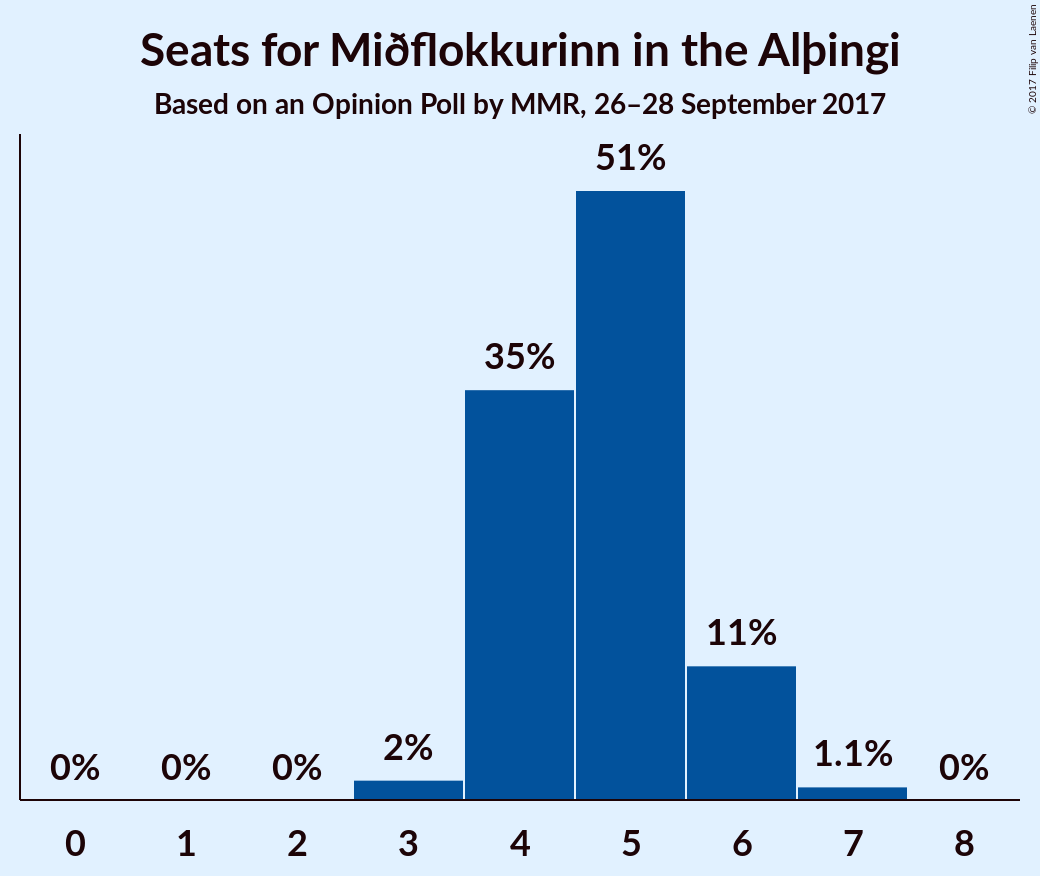 Seats for Miðflokkurinn in the Alþingi
Based on an Opinion Poll by MMR, 26–28 September 2017
© 2017 Filip van Laenen
51%
35%
11%
2%
1.1%
0% 0% 0% 0%
0 1 2 3 4 5 6 7 8